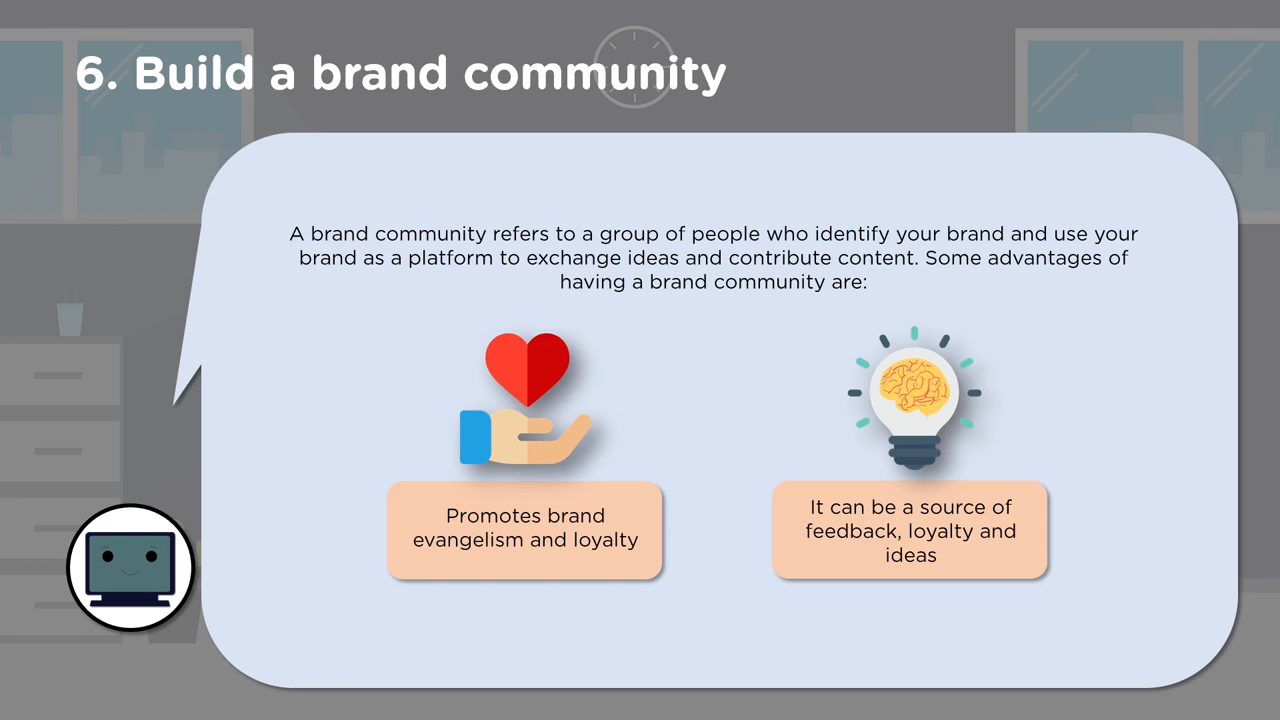 6. Build a brand community
A brand community refers to a group of people who identify your brand and use your
brand as a platform to exchange ideas and contribute content. Some advantages of
having a brand community are:
Promotes brand
evangelism and loyalty
It can be a source of
feedback, loyalty and
ideas